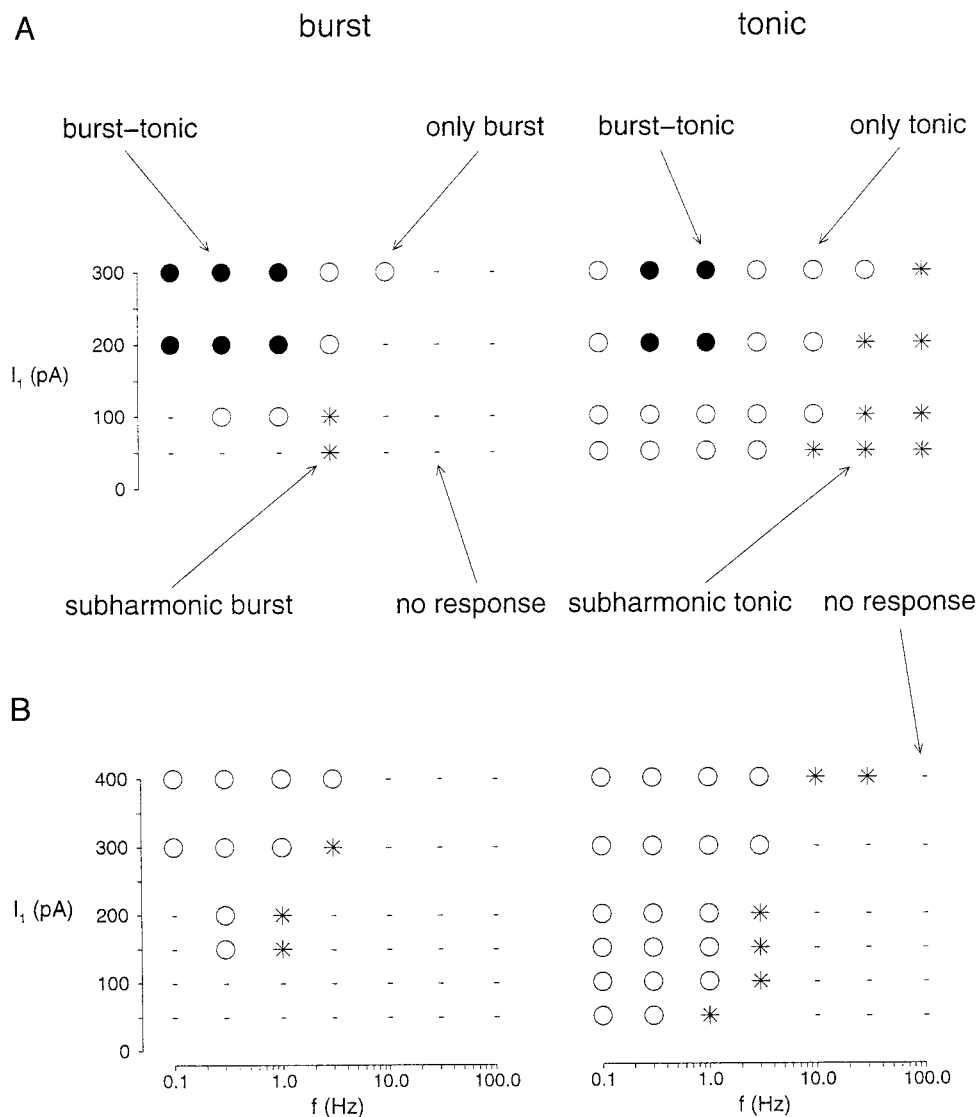 A
burst
tonic
burst–tonic
only burst
burst–tonic
only tonic
300
200
I1 (pA)
100
0
subharmonic burst
no response
subharmonic tonic
no response
B
400
300
I1 (pA)
200
100
0
0.1 1.0 10.0 100.0
0.1 1.0 10.0 100.0
f (Hz)
f (Hz)